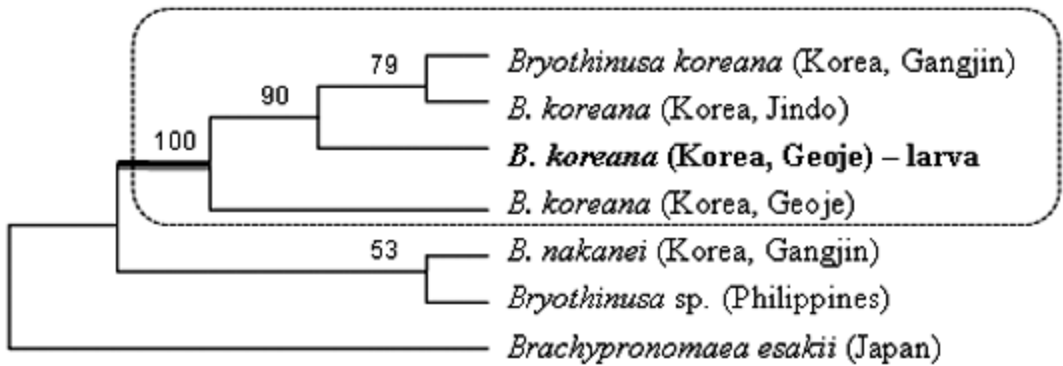 79
Bryothinusa koreana (Korea, Gangjin)
90
B. koreana (Korea, Jindo)
100
B. koreana (Korea, Geoje) – larva
B. koreana (Korea, Geoje)
53
B. nakanei (Korea, Gangjin)
Bryothinusa sp. (Philippines)
Brachypronomaea esakii (Japan)